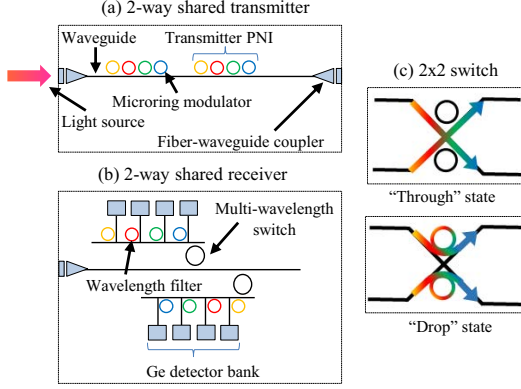 (a) 2-way shared transmitter
Waveguide
Transmitter PNI
Microring modulator
Light source
Fiber-waveguide coupler
(b) 2-way shared receiver
Multi-wavelength
switch
Wavelength filter
Ge detector bank
(c) 2x2 switch
“Through” state
“Drop” state